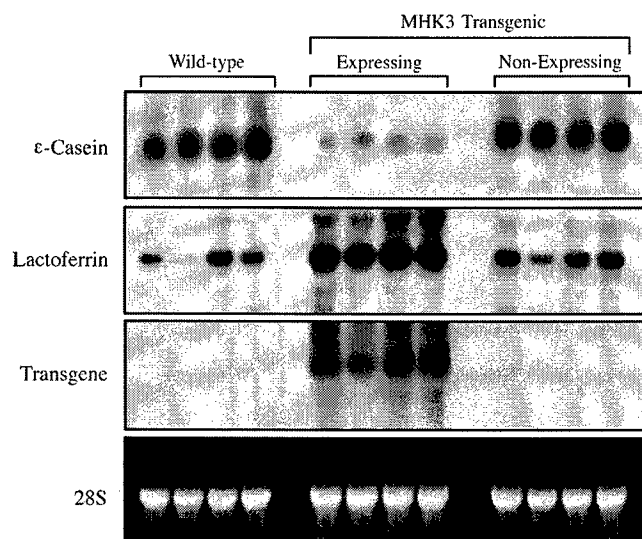 MHK3 Transgenic
Wild-type
Expressing
Non-Expressing
ε-Casein
Lactoferrin
Transgene
28S